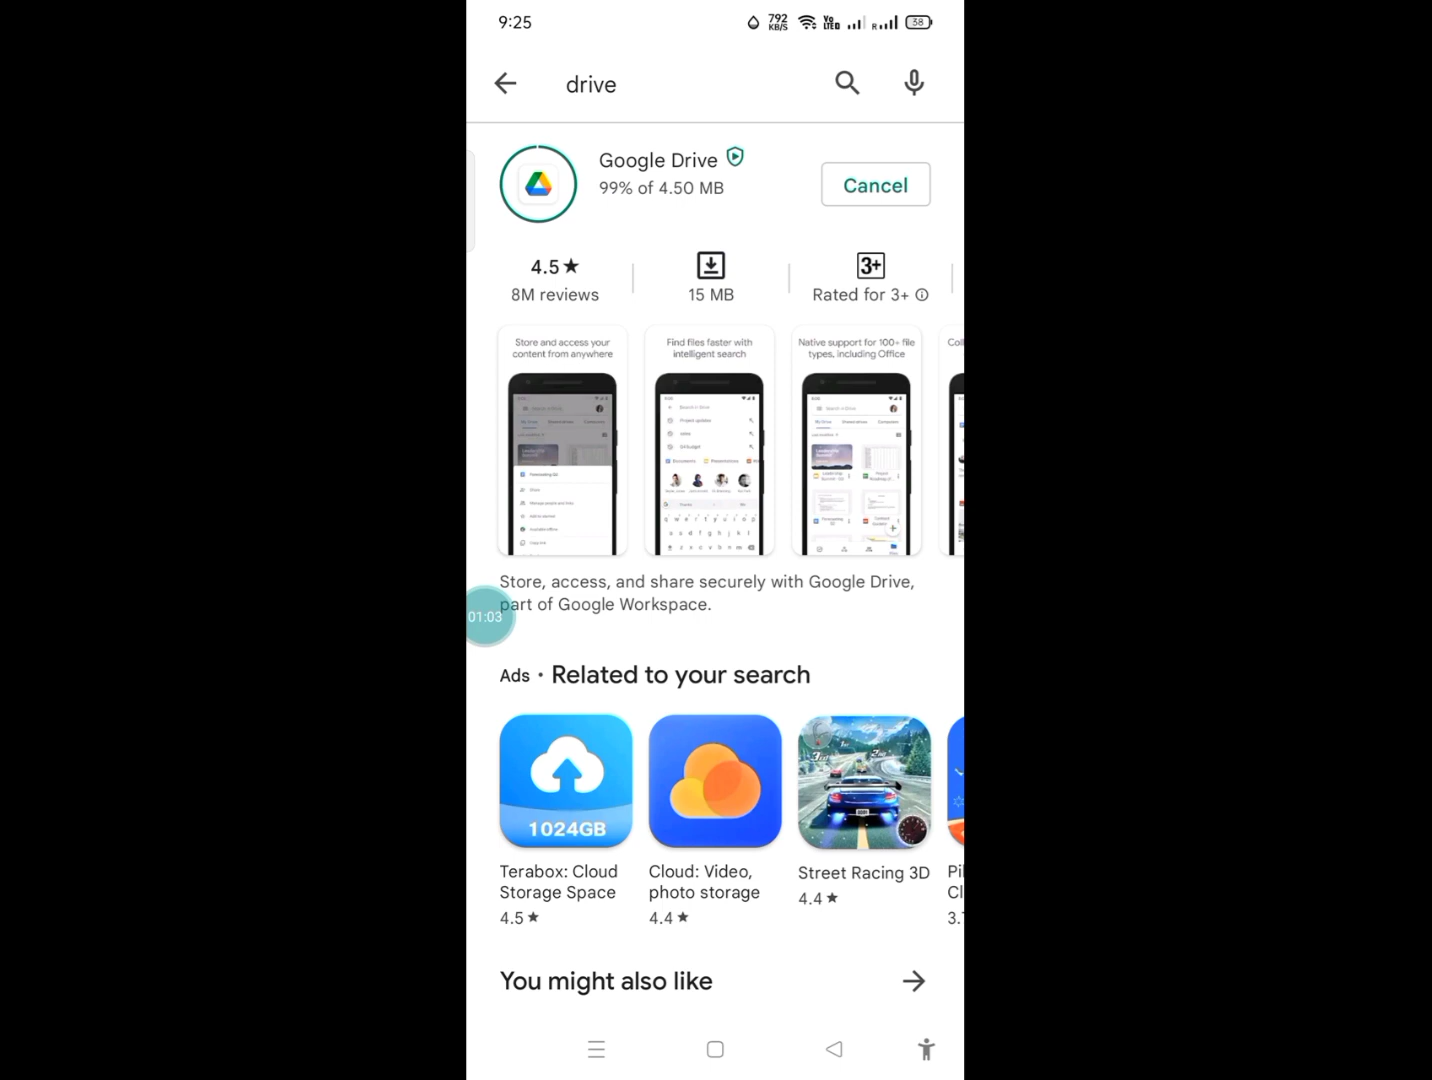 9:25
792 KB/S Vo LTE R 38
drive
Google Drive
99% of 4.50 MB
Cancel
4.5★
8M reviews
15 MB
3+
Rated for 3+
Store and access your
content from anywhere
Find files faster with
intelligent search
Native support for 100+ file
types, including Office
Store, access, and share securely with Google Drive,
part of Google Workspace.
01:03
Ads • Related to your search
1024GB
Terabox: Cloud
Storage Space
4.5★
Cloud: Video,
photo storage
4.4★
Street Racing 3D
4.4★
You might also like